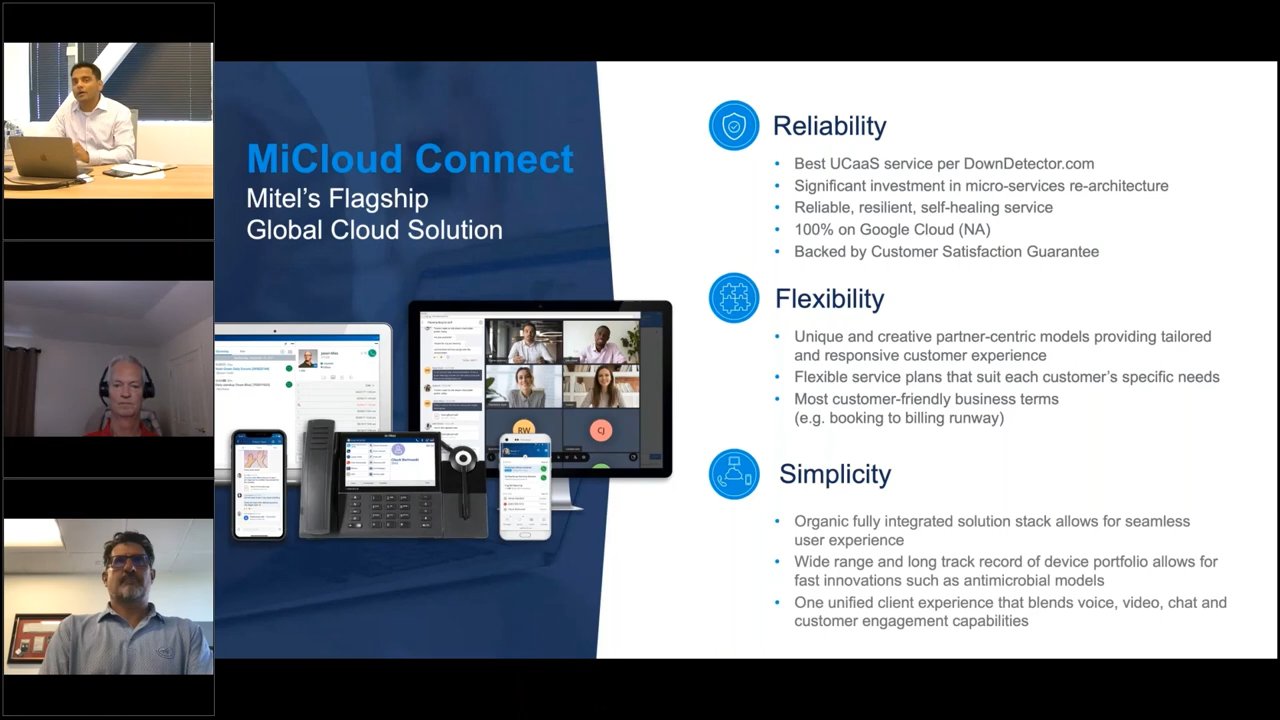 MiCloud Connect
Mitel's Flagship
Global Cloud Solution
Reliability
• Best UCaaS service per DownDetector.com
• Significant investment in micro-services re-architecture
• Reliable, resilient, self-healing service
• 100% on Google Cloud (NA)
• Backed by Customer Satisfaction Guarantee
Flexibility
• Unique and creative partner-centric models providing tailored
and responsive customer experience
• Flexible service plans that suit each customer's specific needs
• Most customer-friendly business terms
(e.g. booking to billing runway)
Simplicity
• Organic fully integrated solution stack allows for seamless
user experience
• Wide range and long track record of device portfolio allows for
fast innovations such as antimicrobial models
• One unified client experience that blends voice, video, chat and
customer engagement capabilities
RW
CJ